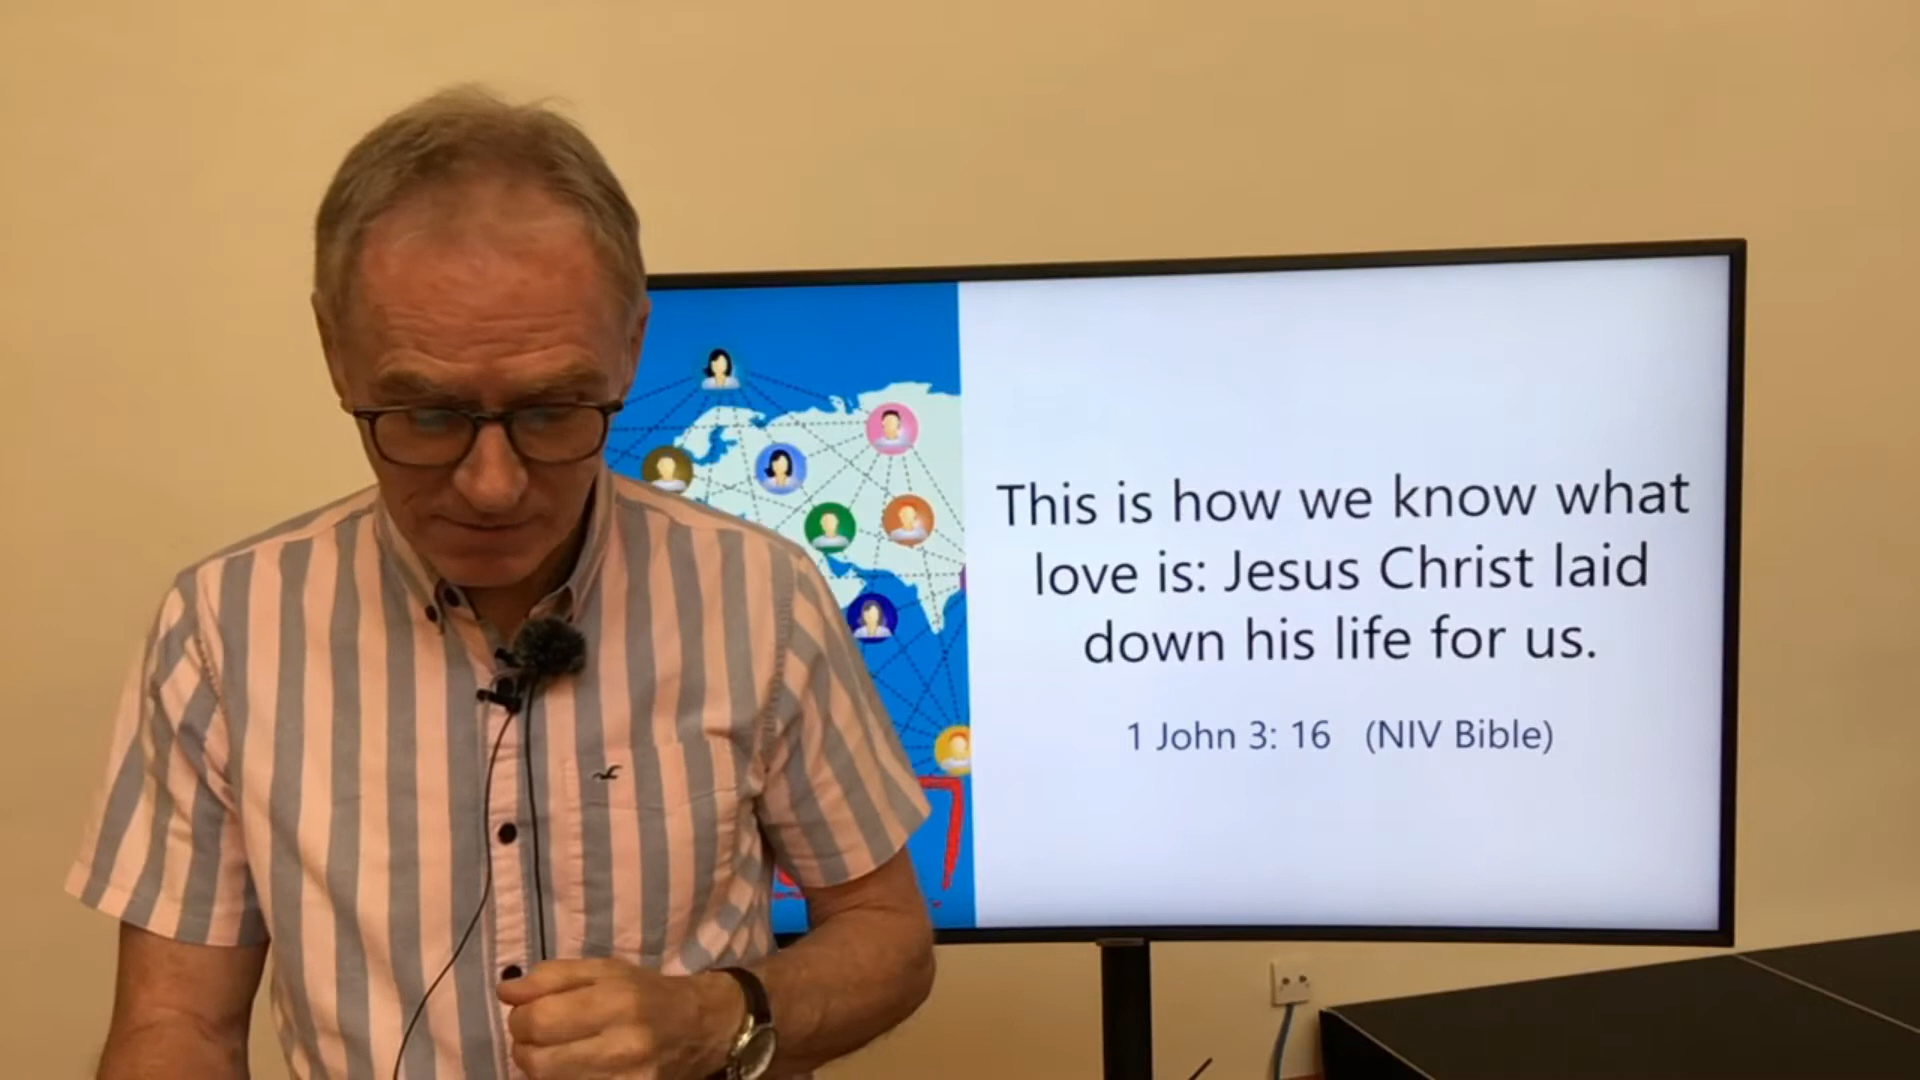 This is how we know what
love is: Jesus Christ laid
down his life for us.
1 John 3: 16 (NIV Bible)